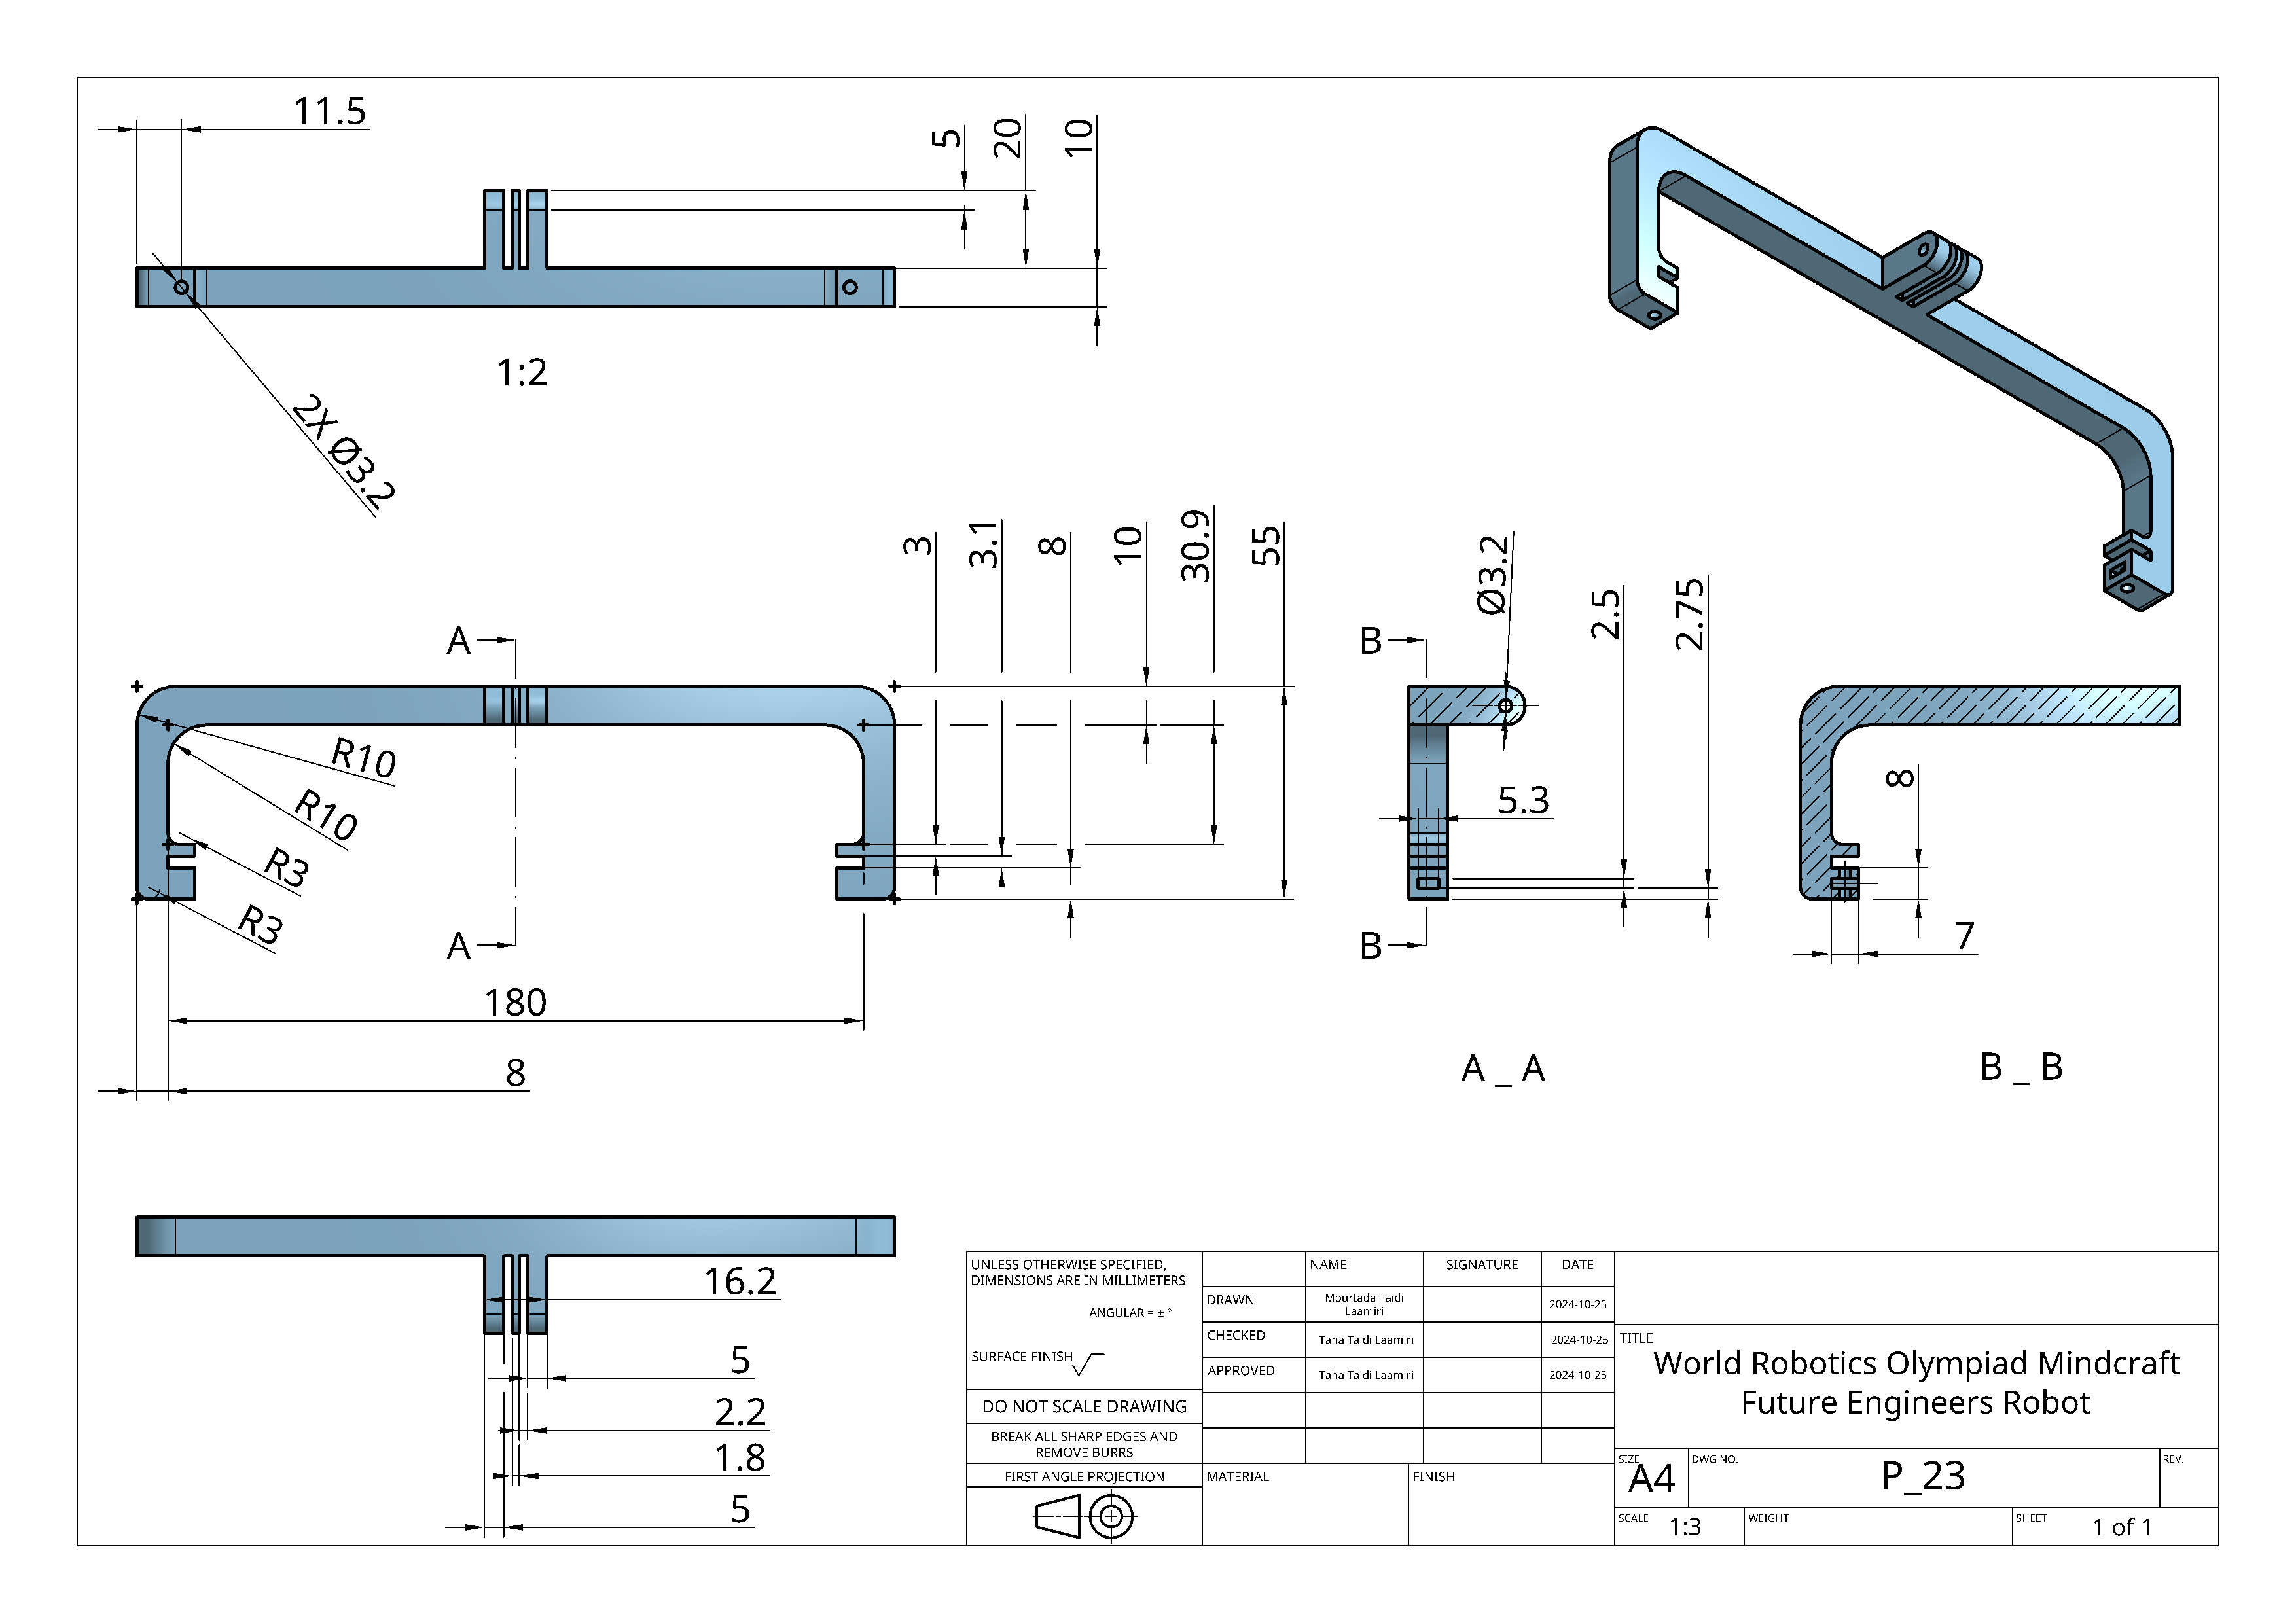 11.5
5
20
10
1:2
2X Ø3.2
3
3.1
8
10
30.9
55
Ø3.2
2.5
2.75
A
B
R10
R10
R3
R3
5.3
8
A
B
7
180
8
A _ A
B _ B
16.2
5
2.2
1.8
5
UNLESS OTHERWISE SPECIFIED,
DIMENSIONS ARE IN MILLIMETERS
ANGULAR = ± °
SURFACE FINISH
DO NOT SCALE DRAWING
BREAK ALL SHARP EDGES AND
REMOVE BURRS
FIRST ANGLE PROJECTION
NAME SIGNATURE DATE
DRAWN Mourtada Taidi
Laamiri 2024-10-25
CHECKED Taha Taidi Laamiri 2024-10-25
APPROVED Taha Taidi Laamiri 2024-10-25
MATERIAL FINISH
TITLE
World Robotics Olympiad Mindcraft
Future Engineers Robot
SIZE
A4
DWG NO.
P_23
REV.
SCALE 1:3 WEIGHT SHEET 1 of 1